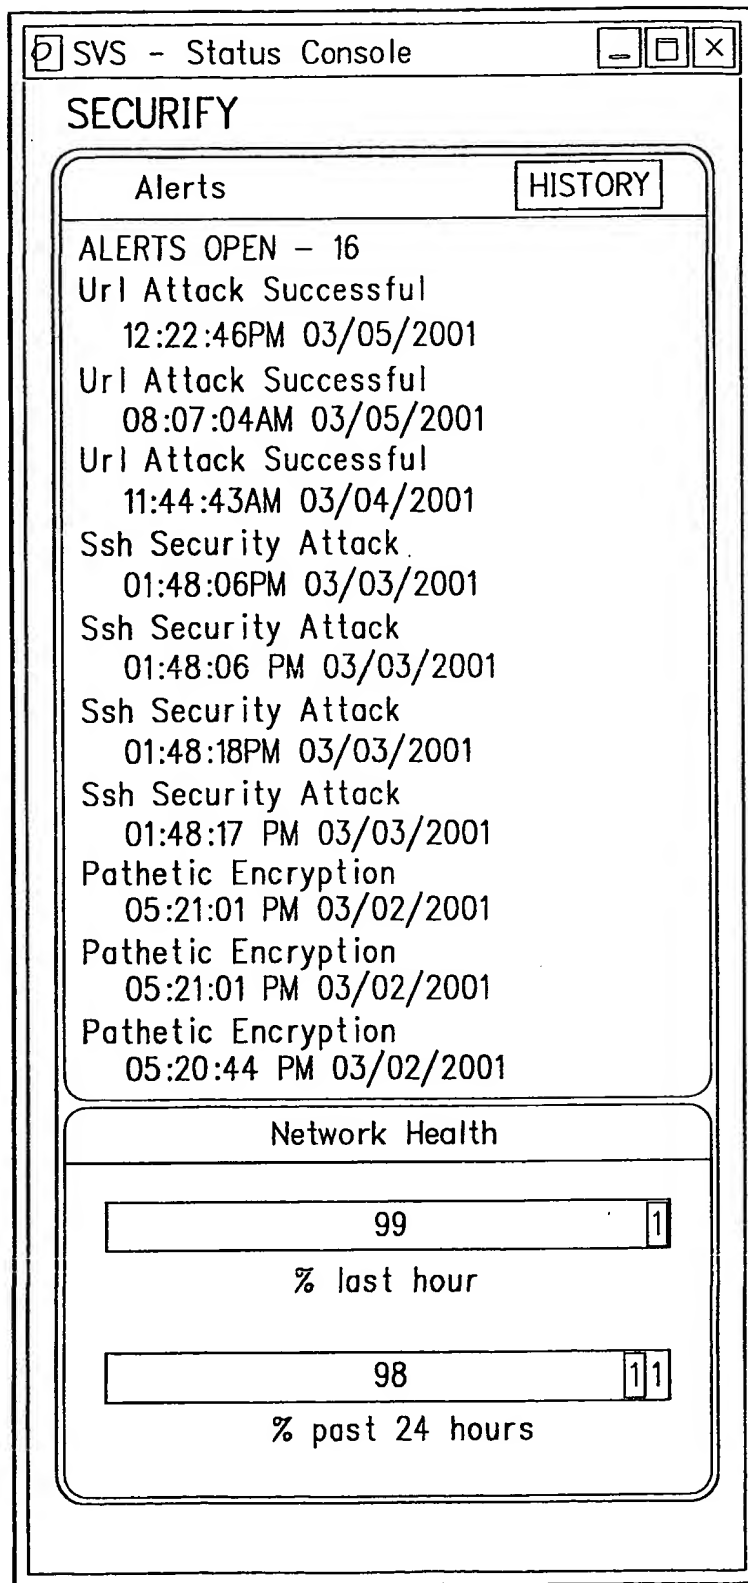 SVS - Status Console
SECURIFY
Alerts HISTORY
ALERTS OPEN - 16
Url Attack Successful
12:22:46PM 03/05/2001
Url Attack Successful
08:07:04AM 03/05/2001
Url Attack Successful
11:44:43AM 03/04/2001
Ssh Security Attack
01:48:06PM 03/03/2001
Ssh Security Attack
01:48:06 PM 03/03/2001
Ssh Security Attack
01:48:18PM 03/03/2001
Ssh Security Attack
01:48:17 PM 03/03/2001
Pathetic Encryption
05:21:01 PM 03/02/2001
Pathetic Encryption
05:21:01 PM 03/02/2001
Pathetic Encryption
05:20:44 PM 03/02/2001
Network Health
99 1
% last hour
98 1 1
% past 24 hours